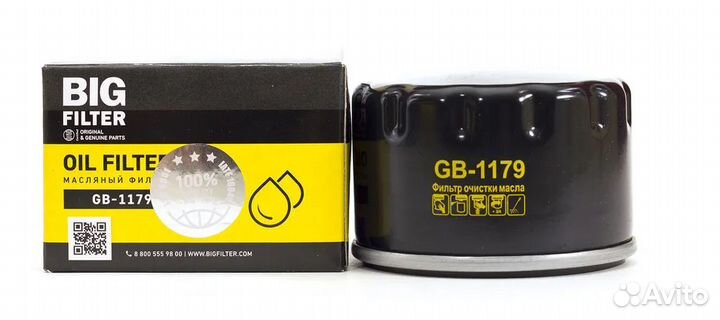 BIG
FILTER
ORIGINAL
& GENUINE PARTS
OIL FILTER
МАСЛЯНЫЙ ФИЛ
100%
GB-1179
8 800 555 98 00 | WWW.BIGFILTER.COM
GB-1179
Фильтр очистки масла
Avito